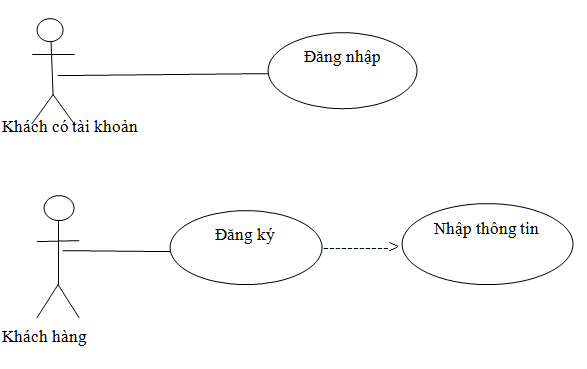 Đăng nhập
Khách có tài khoản
Đăng ký
Nhập thông tin
Khách hàng